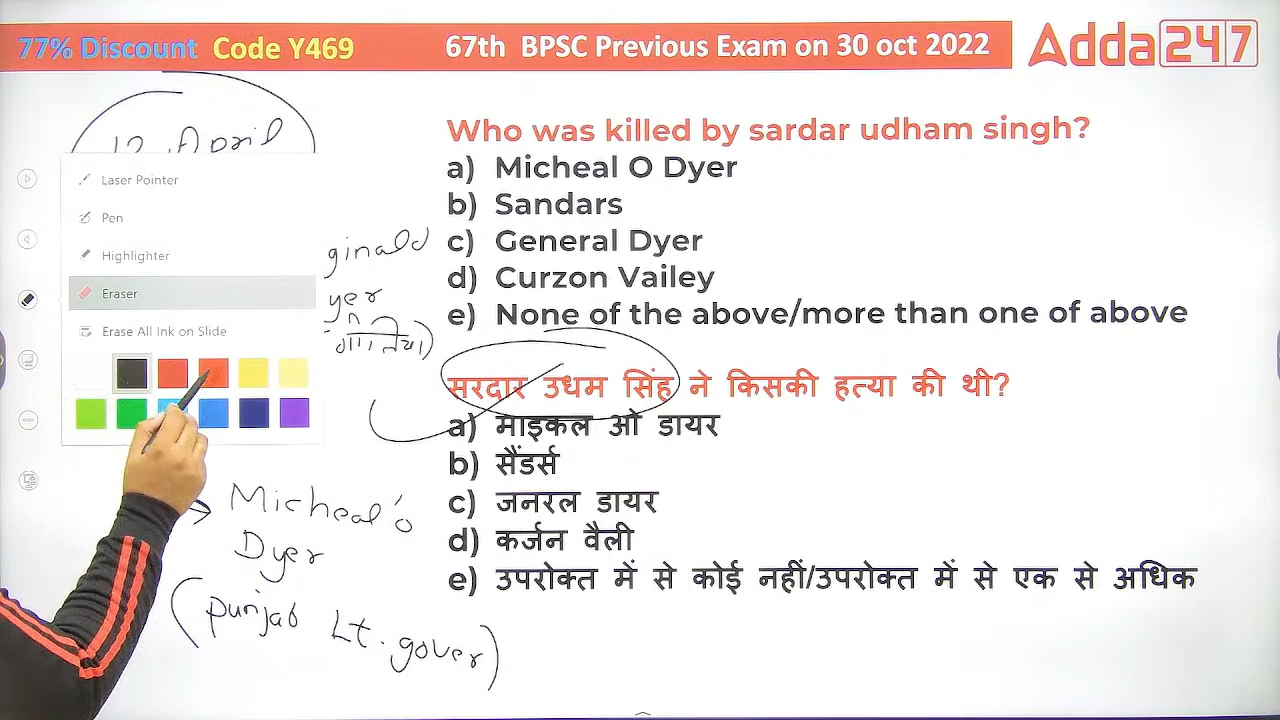 77% Discount Code Y469
67th BPSC Previous Exam on 30 oct 2022
Adda247
April
Laser Pointer
Pen
Highlighter
Eraser
Erase All Ink on Slide
ginald
yer
Who was killed by sardar udham singh?
a) Micheal O Dyer
b) Sandars
c) General Dyer
d) Curzon Vailey
e) None of the above/more than one of above
सरदार उधम सिंह ने किसकी हत्या की थी?
a) माइकल ओ डायर
b) सैंडर्स
c) जनरल डायर
d) कर्जन वैली
e) उपरोक्त में से कोई नहीं/उपरोक्त में से एक से अधिक
Micheal'o
Dyer
(Punjab Lt. gover)